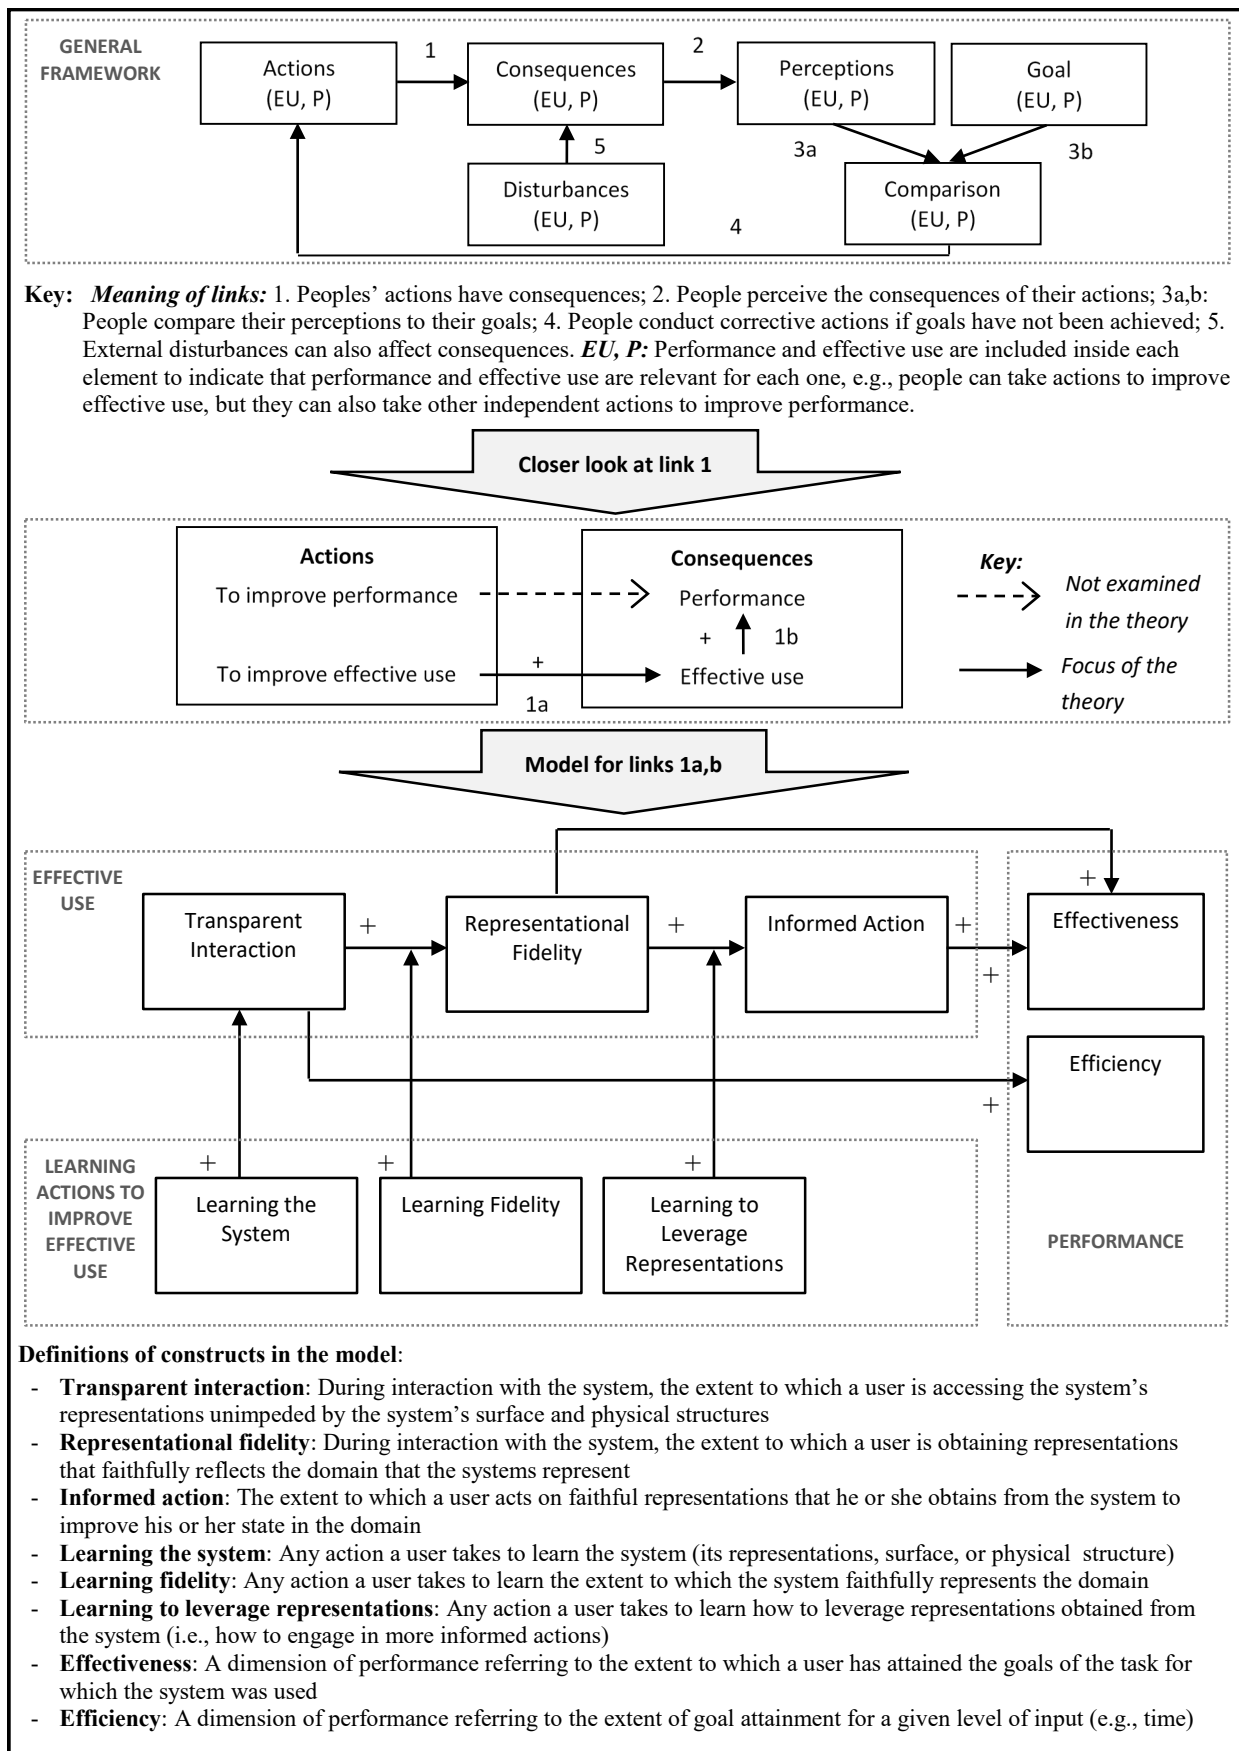 GENERAL
FRAMEWORK
Actions
(EU, P)
1
Consequences
(EU, P)
2
Perceptions
(EU, P)
Goal
(EU, P)
5
3a
3b
Disturbances
(EU, P)
4
Comparison
(EU, P)
Key: Meaning of links: 1. Peoples’ actions have consequences; 2. People perceive the consequences of their actions; 3a,b:
People compare their perceptions to their goals; 4. People conduct corrective actions if goals have not been achieved; 5.
External disturbances can also affect consequences. EU, P: Performance and effective use are included inside each
element to indicate that performance and effective use are relevant for each one, e.g., people can take actions to improve
effective use, but they can also take other independent actions to improve performance.
Closer look at link 1
Actions
To improve performance
To improve effective use
+
1a
Consequences
Performance
+ 1b
Effective use
Key:
Not examined
in the theory
Focus of the
theory
Model for links 1a,b
EFFECTIVE
USE
Transparent
Interaction
+
Representational
Fidelity
+
Informed Action
+
+
+
Effectiveness
Efficiency
+
LEARNING
ACTIONS TO
IMPROVE
EFFECTIVE
USE
+
Learning the
System
+
Learning Fidelity
+
Learning to
Leverage
Representations
PERFORMANCE
Definitions of constructs in the model:
- Transparent interaction: During interaction with the system, the extent to which a user is accessing the system’s
representations unimpeded by the system’s surface and physical structures
- Representational fidelity: During interaction with the system, the extent to which a user is obtaining representations
that faithfully reflects the domain that the systems represent
- Informed action: The extent to which a user acts on faithful representations that he or she obtains from the system to
improve his or her state in the domain
- Learning the system: Any action a user takes to learn the system (its representations, surface, or physical structure)
- Learning fidelity: Any action a user takes to learn the extent to which the system faithfully represents the domain
- Learning to leverage representations: Any action a user takes to learn how to leverage representations obtained from
the system (i.e., how to engage in more informed actions)
- Effectiveness: A dimension of performance referring to the extent to which a user has attained the goals of the task for
which the system was used
- Efficiency: A dimension of performance referring to the extent of goal attainment for a given level of input (e.g., time)